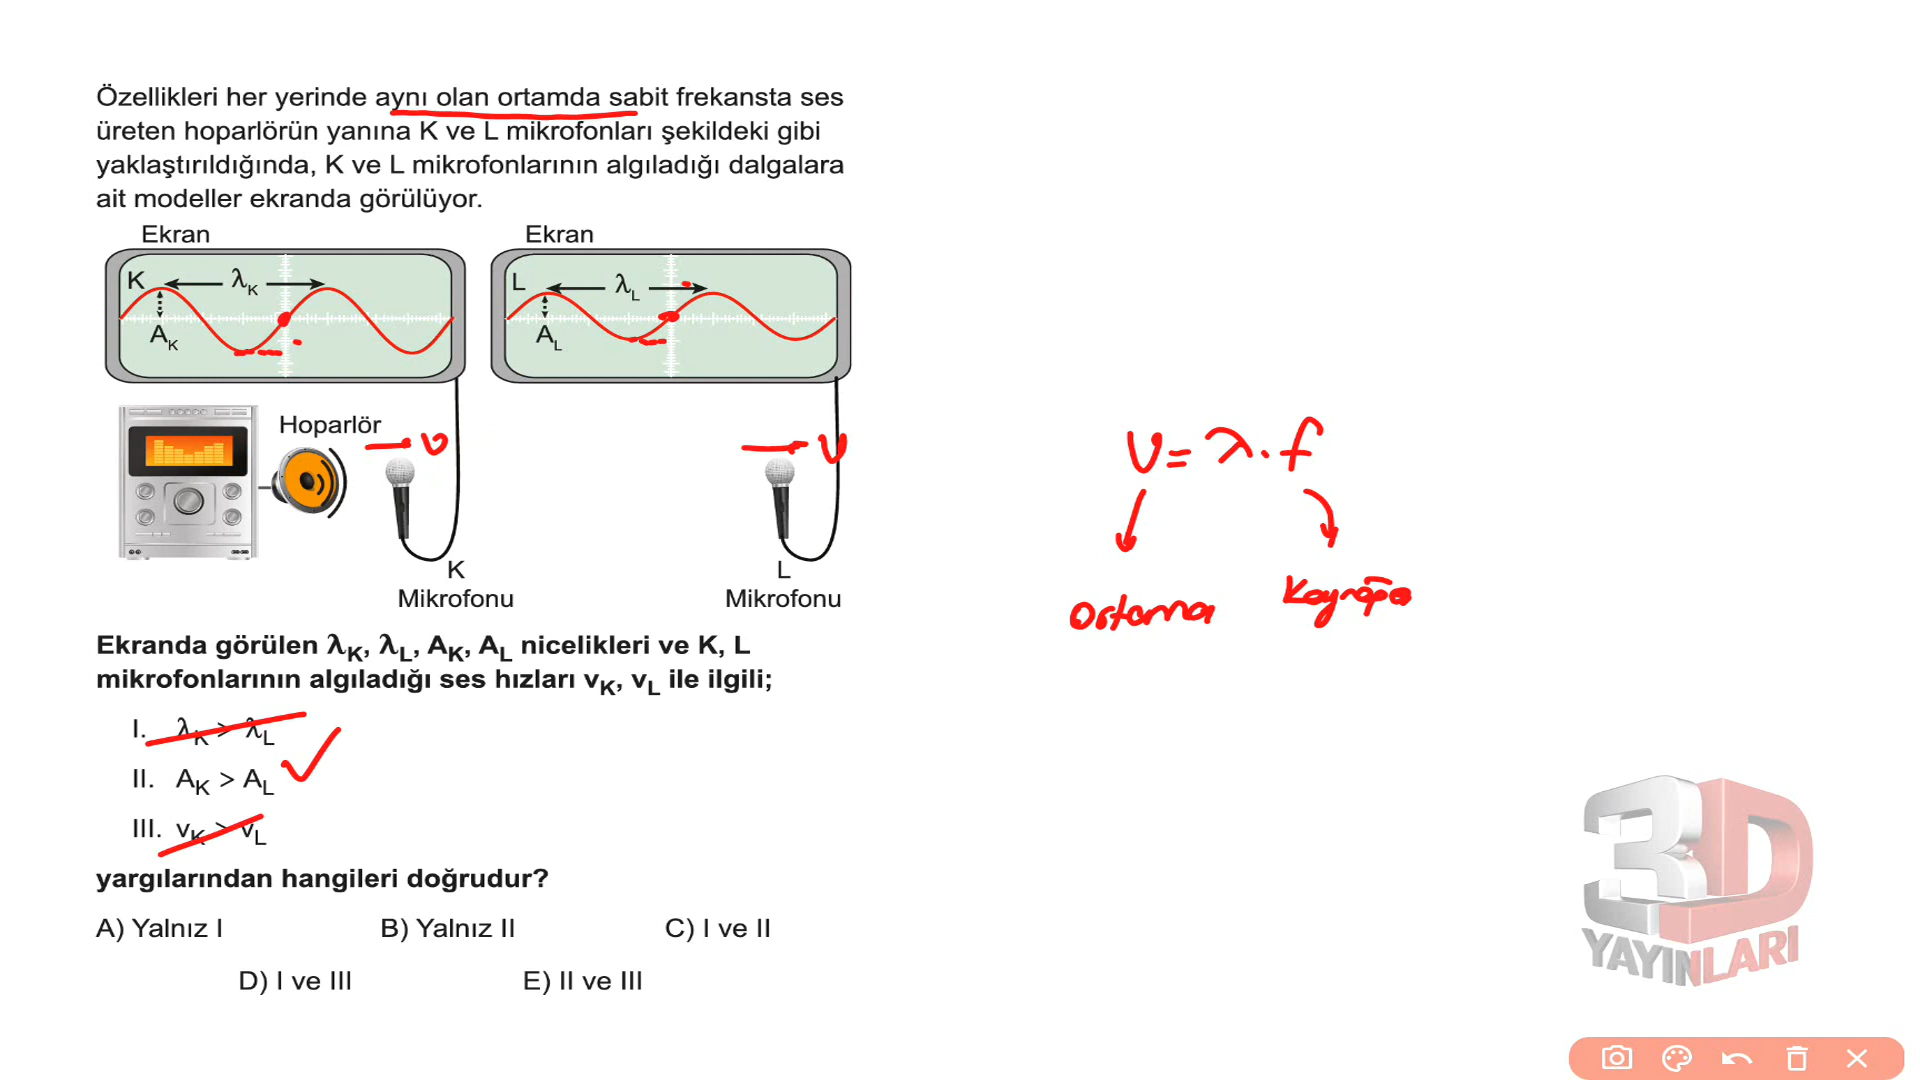 Özellikleri her yerinde aynı olan ortamda sabit frekansta ses
üreten hoparlörün yanına K ve L mikrofonları şekildeki gibi
yaklaştırıldığında, K ve L mikrofonlarının algıladığı dalgalara
ait modeller ekranda görülüyor.
Ekran
Ekran
K
λK
AK
L
λL
AL
Hoparlör
v
v
K
Mikrofonu
L
Mikrofonu
v = λ . f
Ortama
Ekranda görülen λK, λL, AK, AL nicelikleri ve K, L
mikrofonlarının algıladığı ses hızları vK, vL ile ilgili;
I. λK > λL
II. AK > AL
III. vK > vL
yargılarından hangileri doğrudur?
A) Yalnız I
B) Yalnız II
C) I ve II
D) I ve III
E) II ve III
3D
YAYINLARI